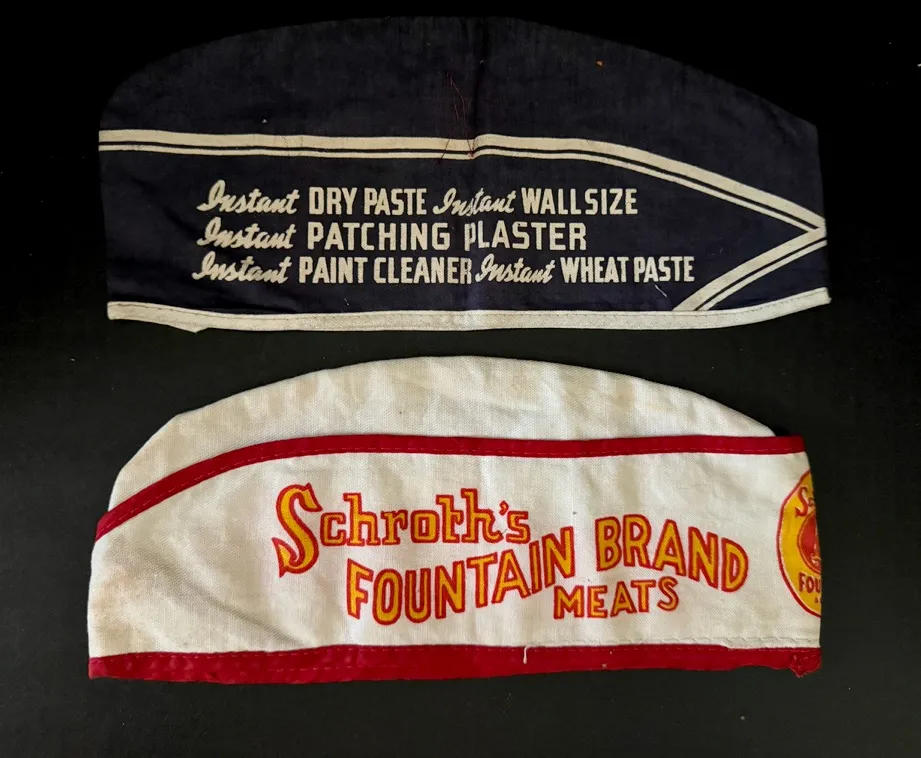 Instant DRY PASTE Instant WALLSIZE
Instant PATCHING PLASTER
Instant PAINT CLEANER Instant WHEAT PASTE
Schroth's
FOUNTAIN BRAND
MEATS